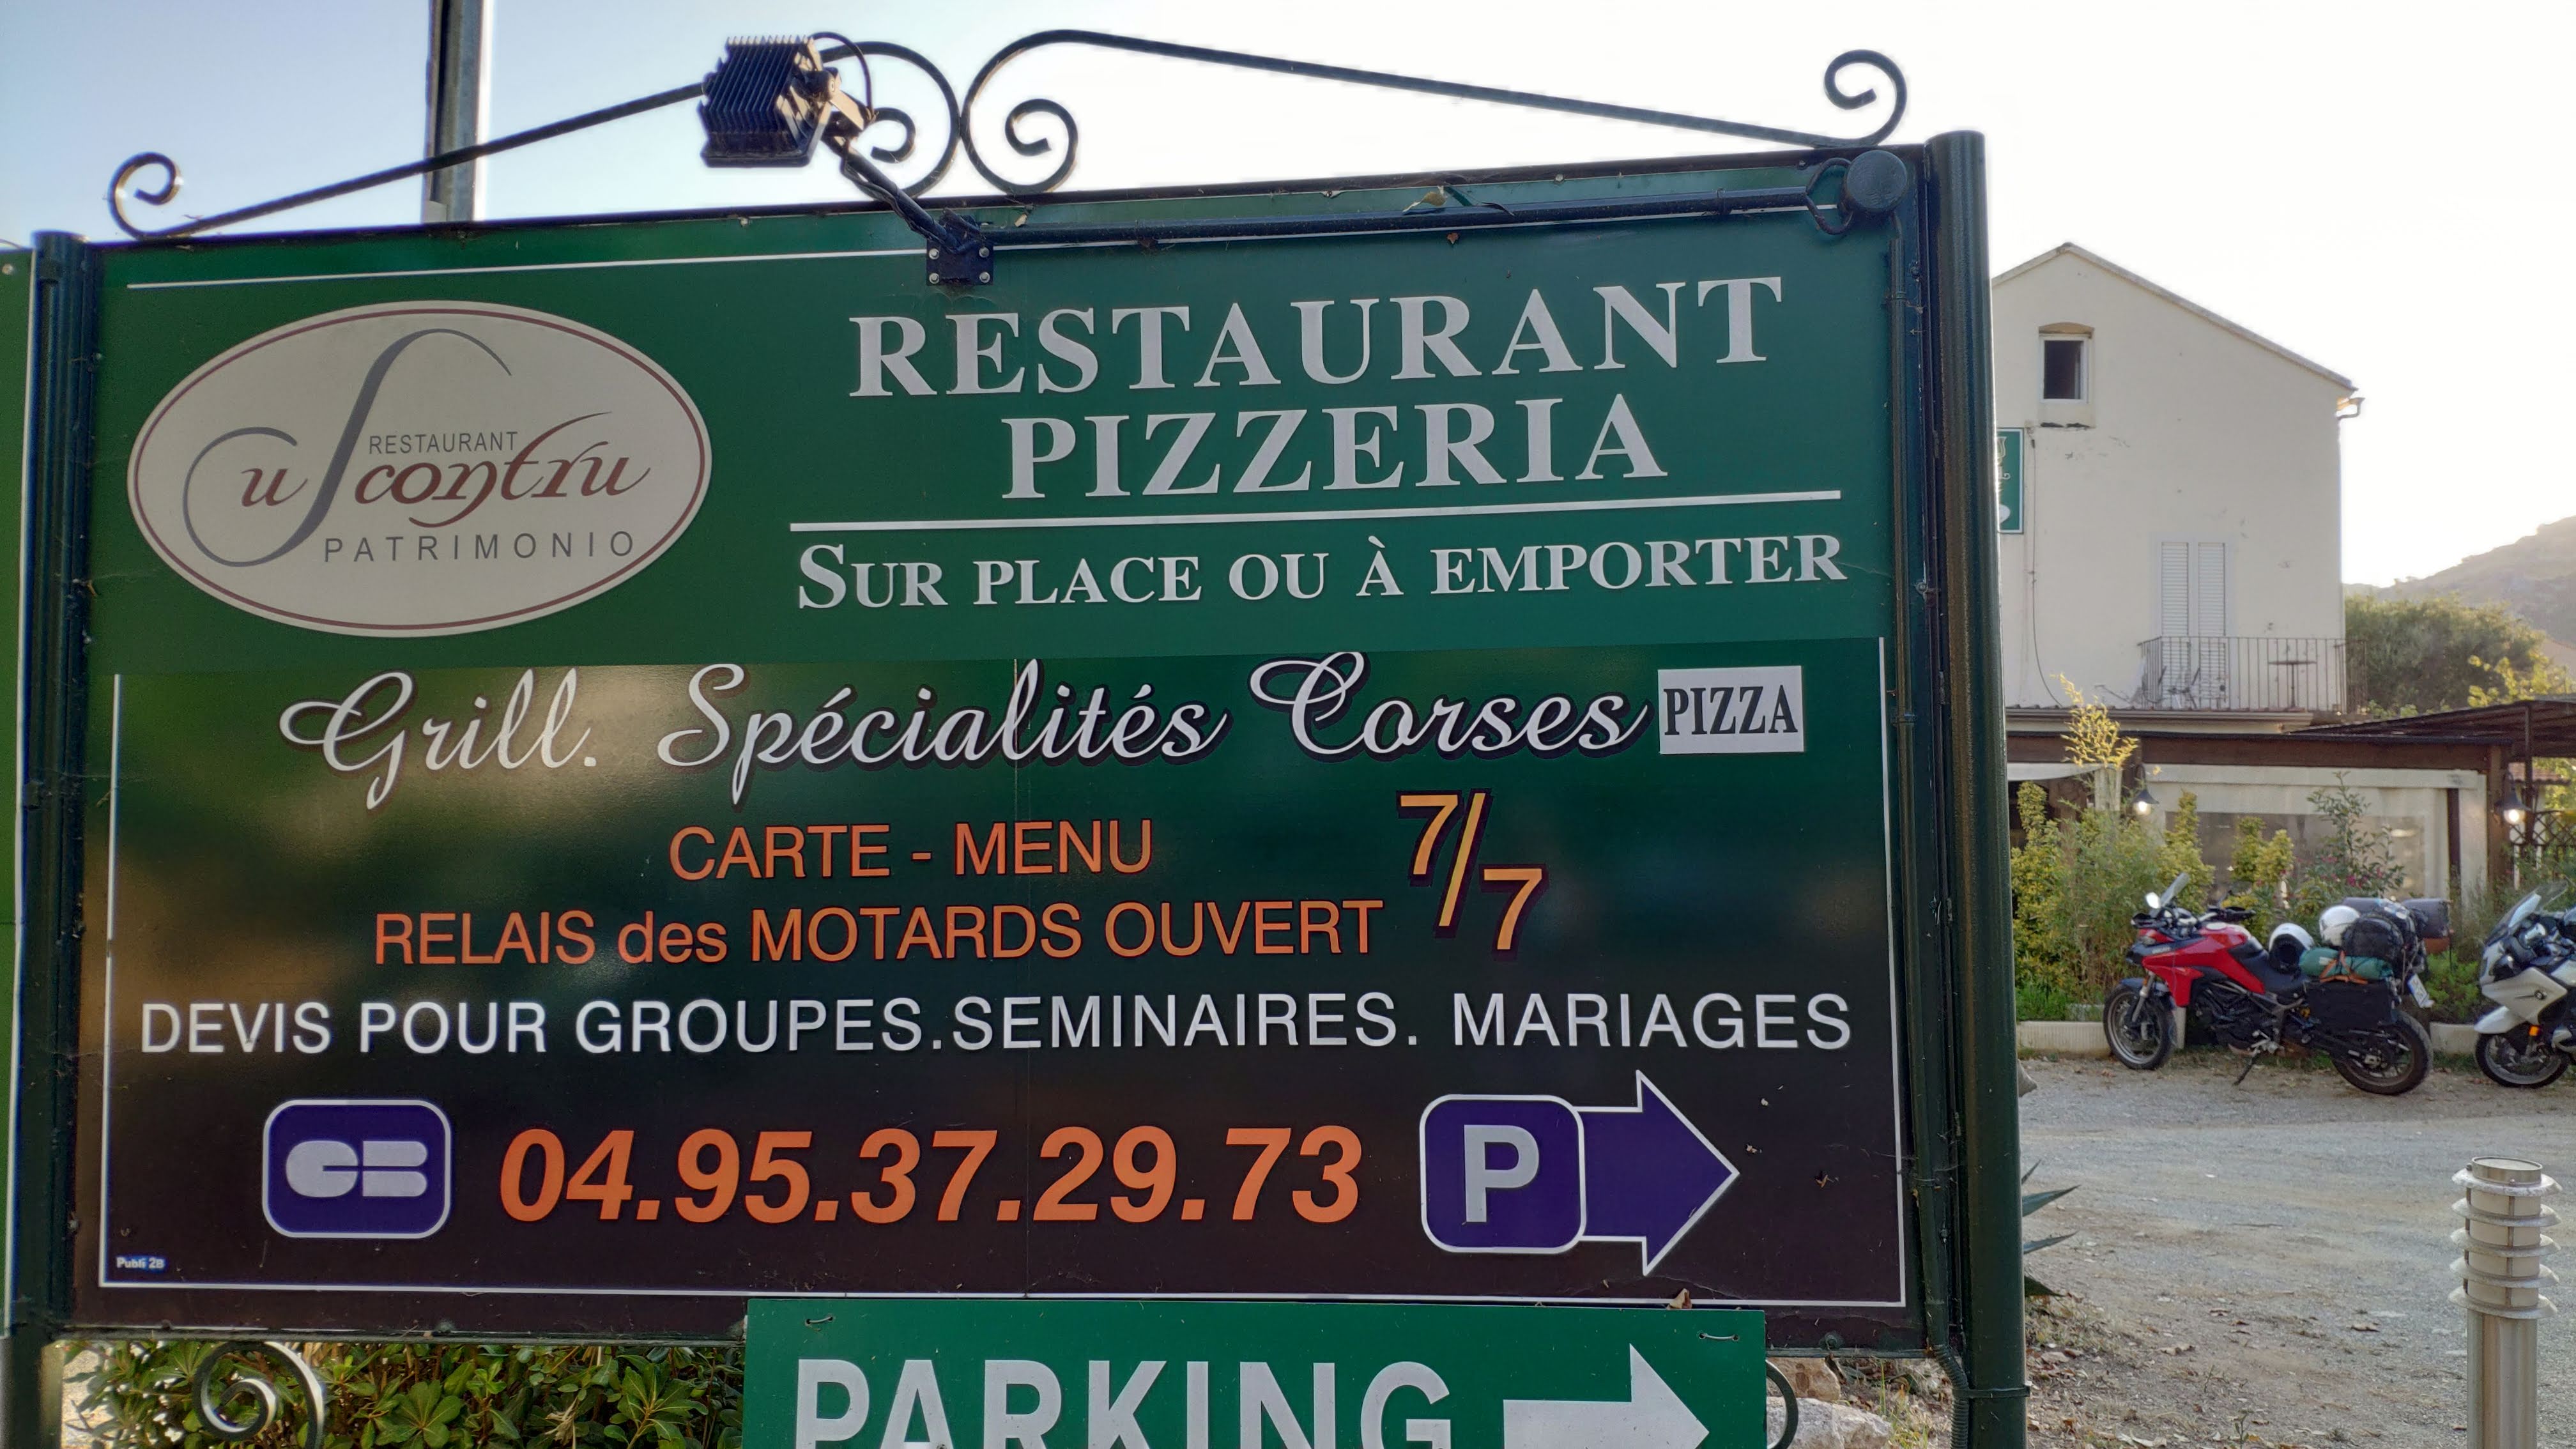 RESTAURANT
u Scontru
PATRIMONIO
RESTAURANT
PIZZERIA
SUR PLACE OU À EMPORTER
Grill. Spécialités Corses PIZZA
CARTE - MENU
RELAIS des MOTARDS OUVERT 7/7
DEVIS POUR GROUPES.SEMINAIRES. MARIAGES
CB 04.95.37.29.73 P
Publi 2B
PARKING